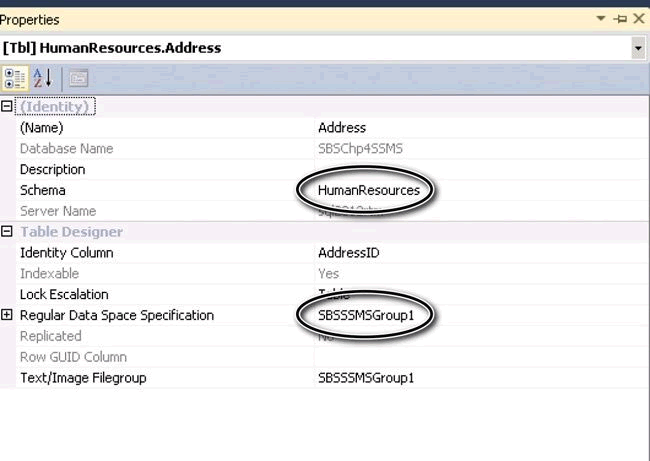 Properties
[Tbl] HumanResources.Address
(Identity)
(Name) Address
Database Name SBSChp4SSMS
Description
Schema HumanResources
Server Name
Table Designer
Identity Column AddressID
Indexable Yes
Lock Escalation Table
Regular Data Space Specification SBSSSMSGroup1
Replicated No
Row GUID Column
Text/Image Filegroup SBSSSMSGroup1